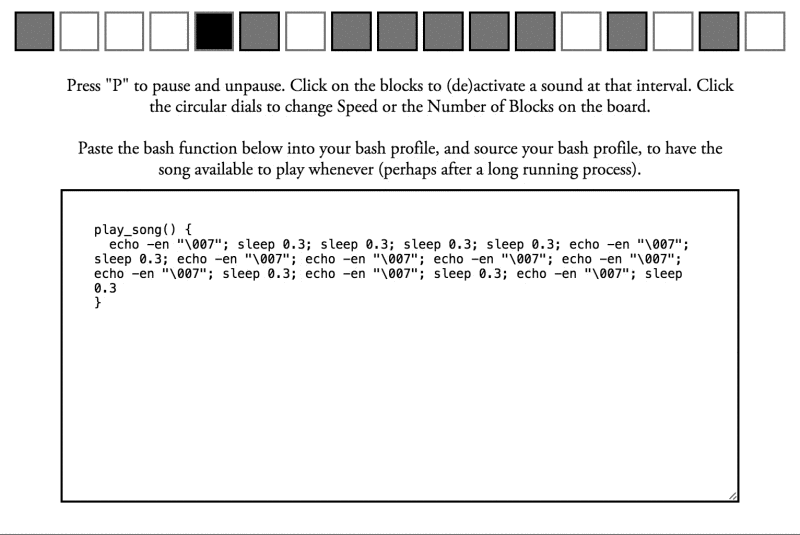 Press "P" to pause and unpause. Click on the blocks to (de)activate a sound at that interval. Click
the circular dials to change Speed or the Number of Blocks on the board.
Paste the bash function below into your bash profile, and source your bash profile, to have the
song available to play whenever (perhaps after a long running process).
play_song() {
  echo -en "\007"; sleep 0.3; sleep 0.3; sleep 0.3; sleep 0.3; echo -en "\007";
sleep 0.3; echo -en "\007"; echo -en "\007"; echo -en "\007"; echo -en "\007";
echo -en "\007"; sleep 0.3; echo -en "\007"; sleep 0.3; echo -en "\007"; sleep
0.3
}